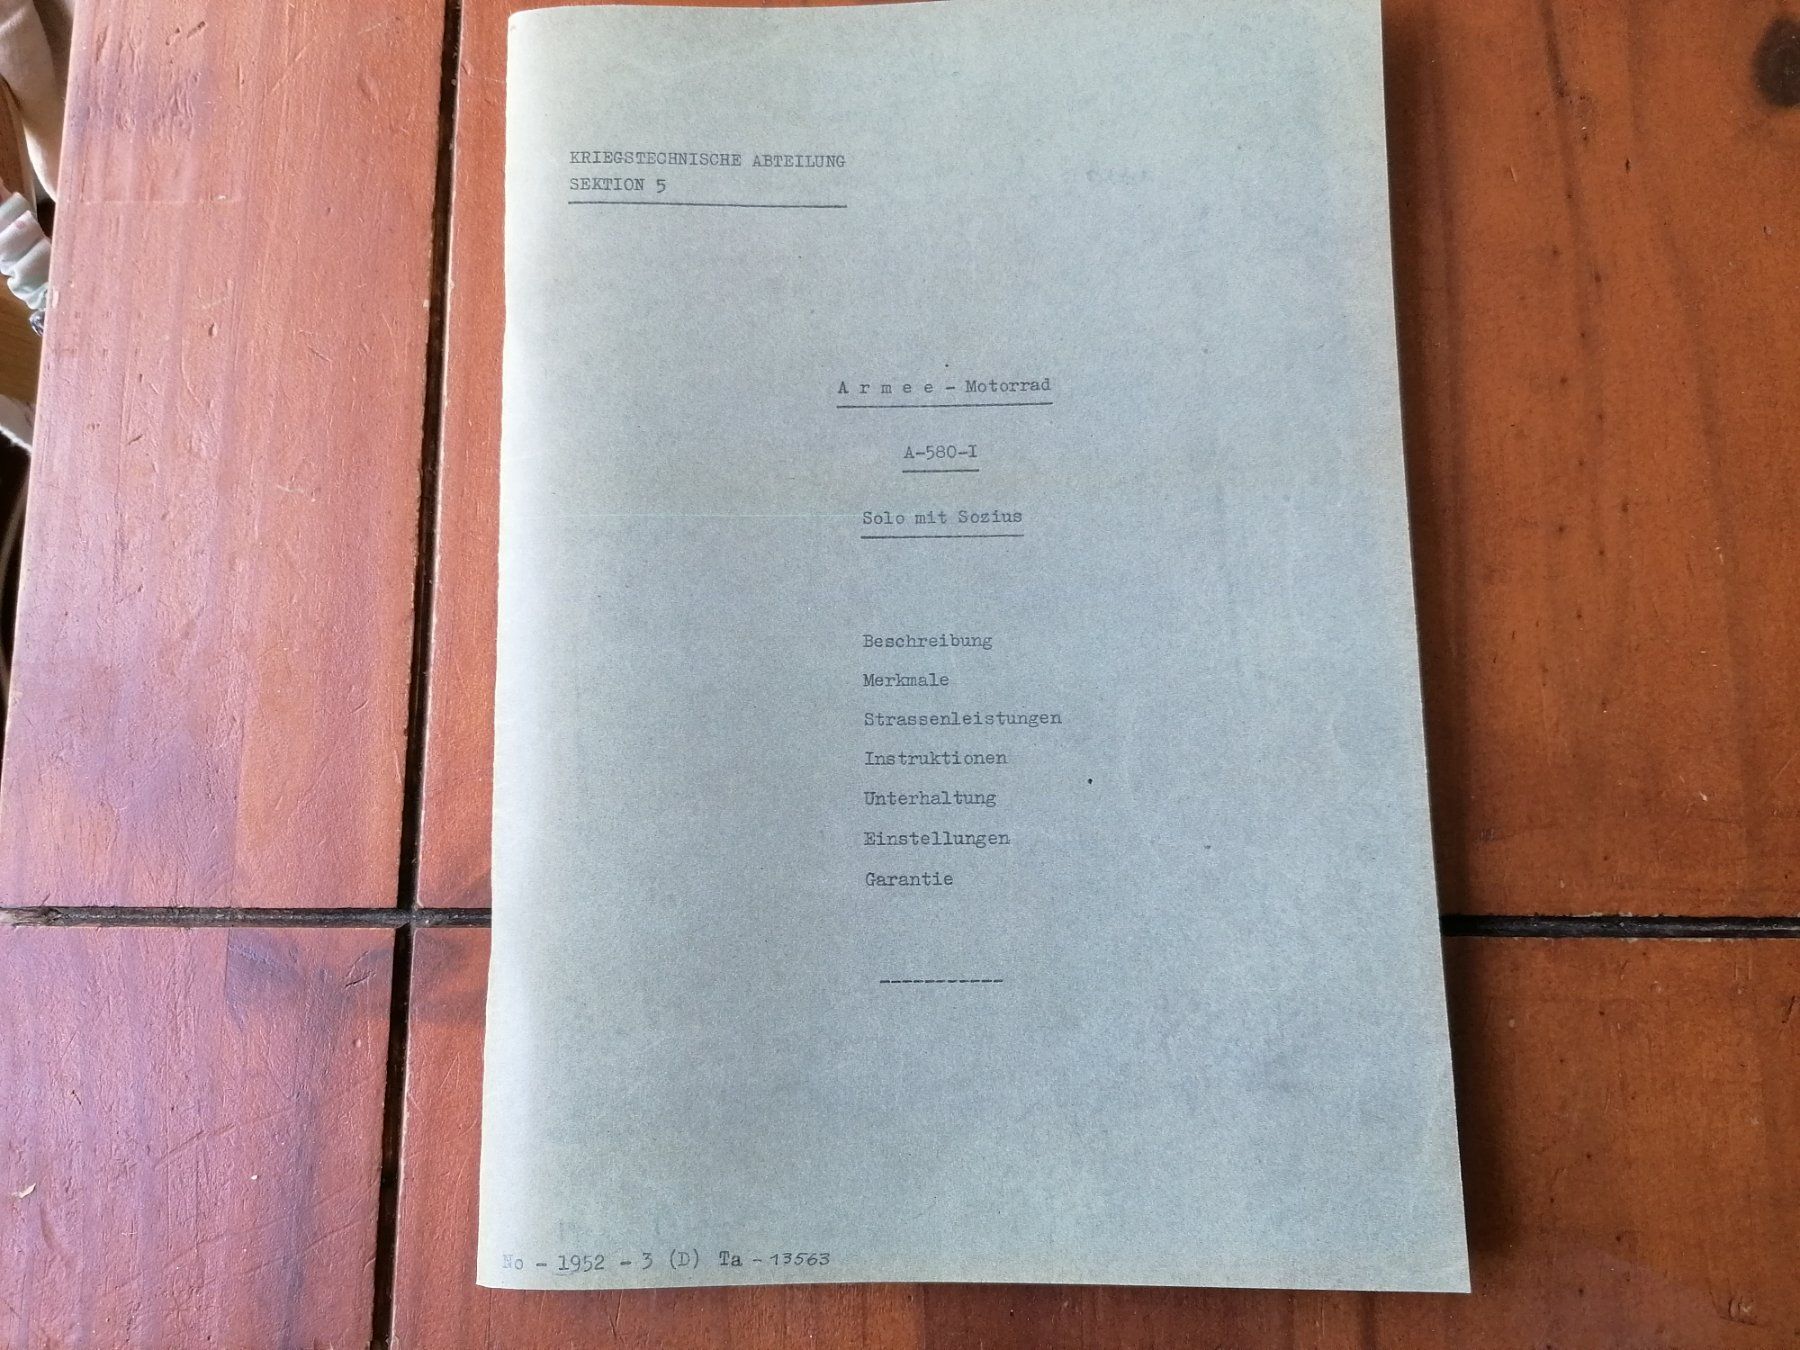 KRIEGSTECHNISCHE ABTEILUNG
SEKTION 5
A r m e e - Motorrad
A-580-I
Solo mit Sozius
Beschreibung
Merkmale
Strassenleistungen
Instruktionen
Unterhaltung
Einstellungen
Garantie
No - 1952 - 3 (D) Ta - 13563